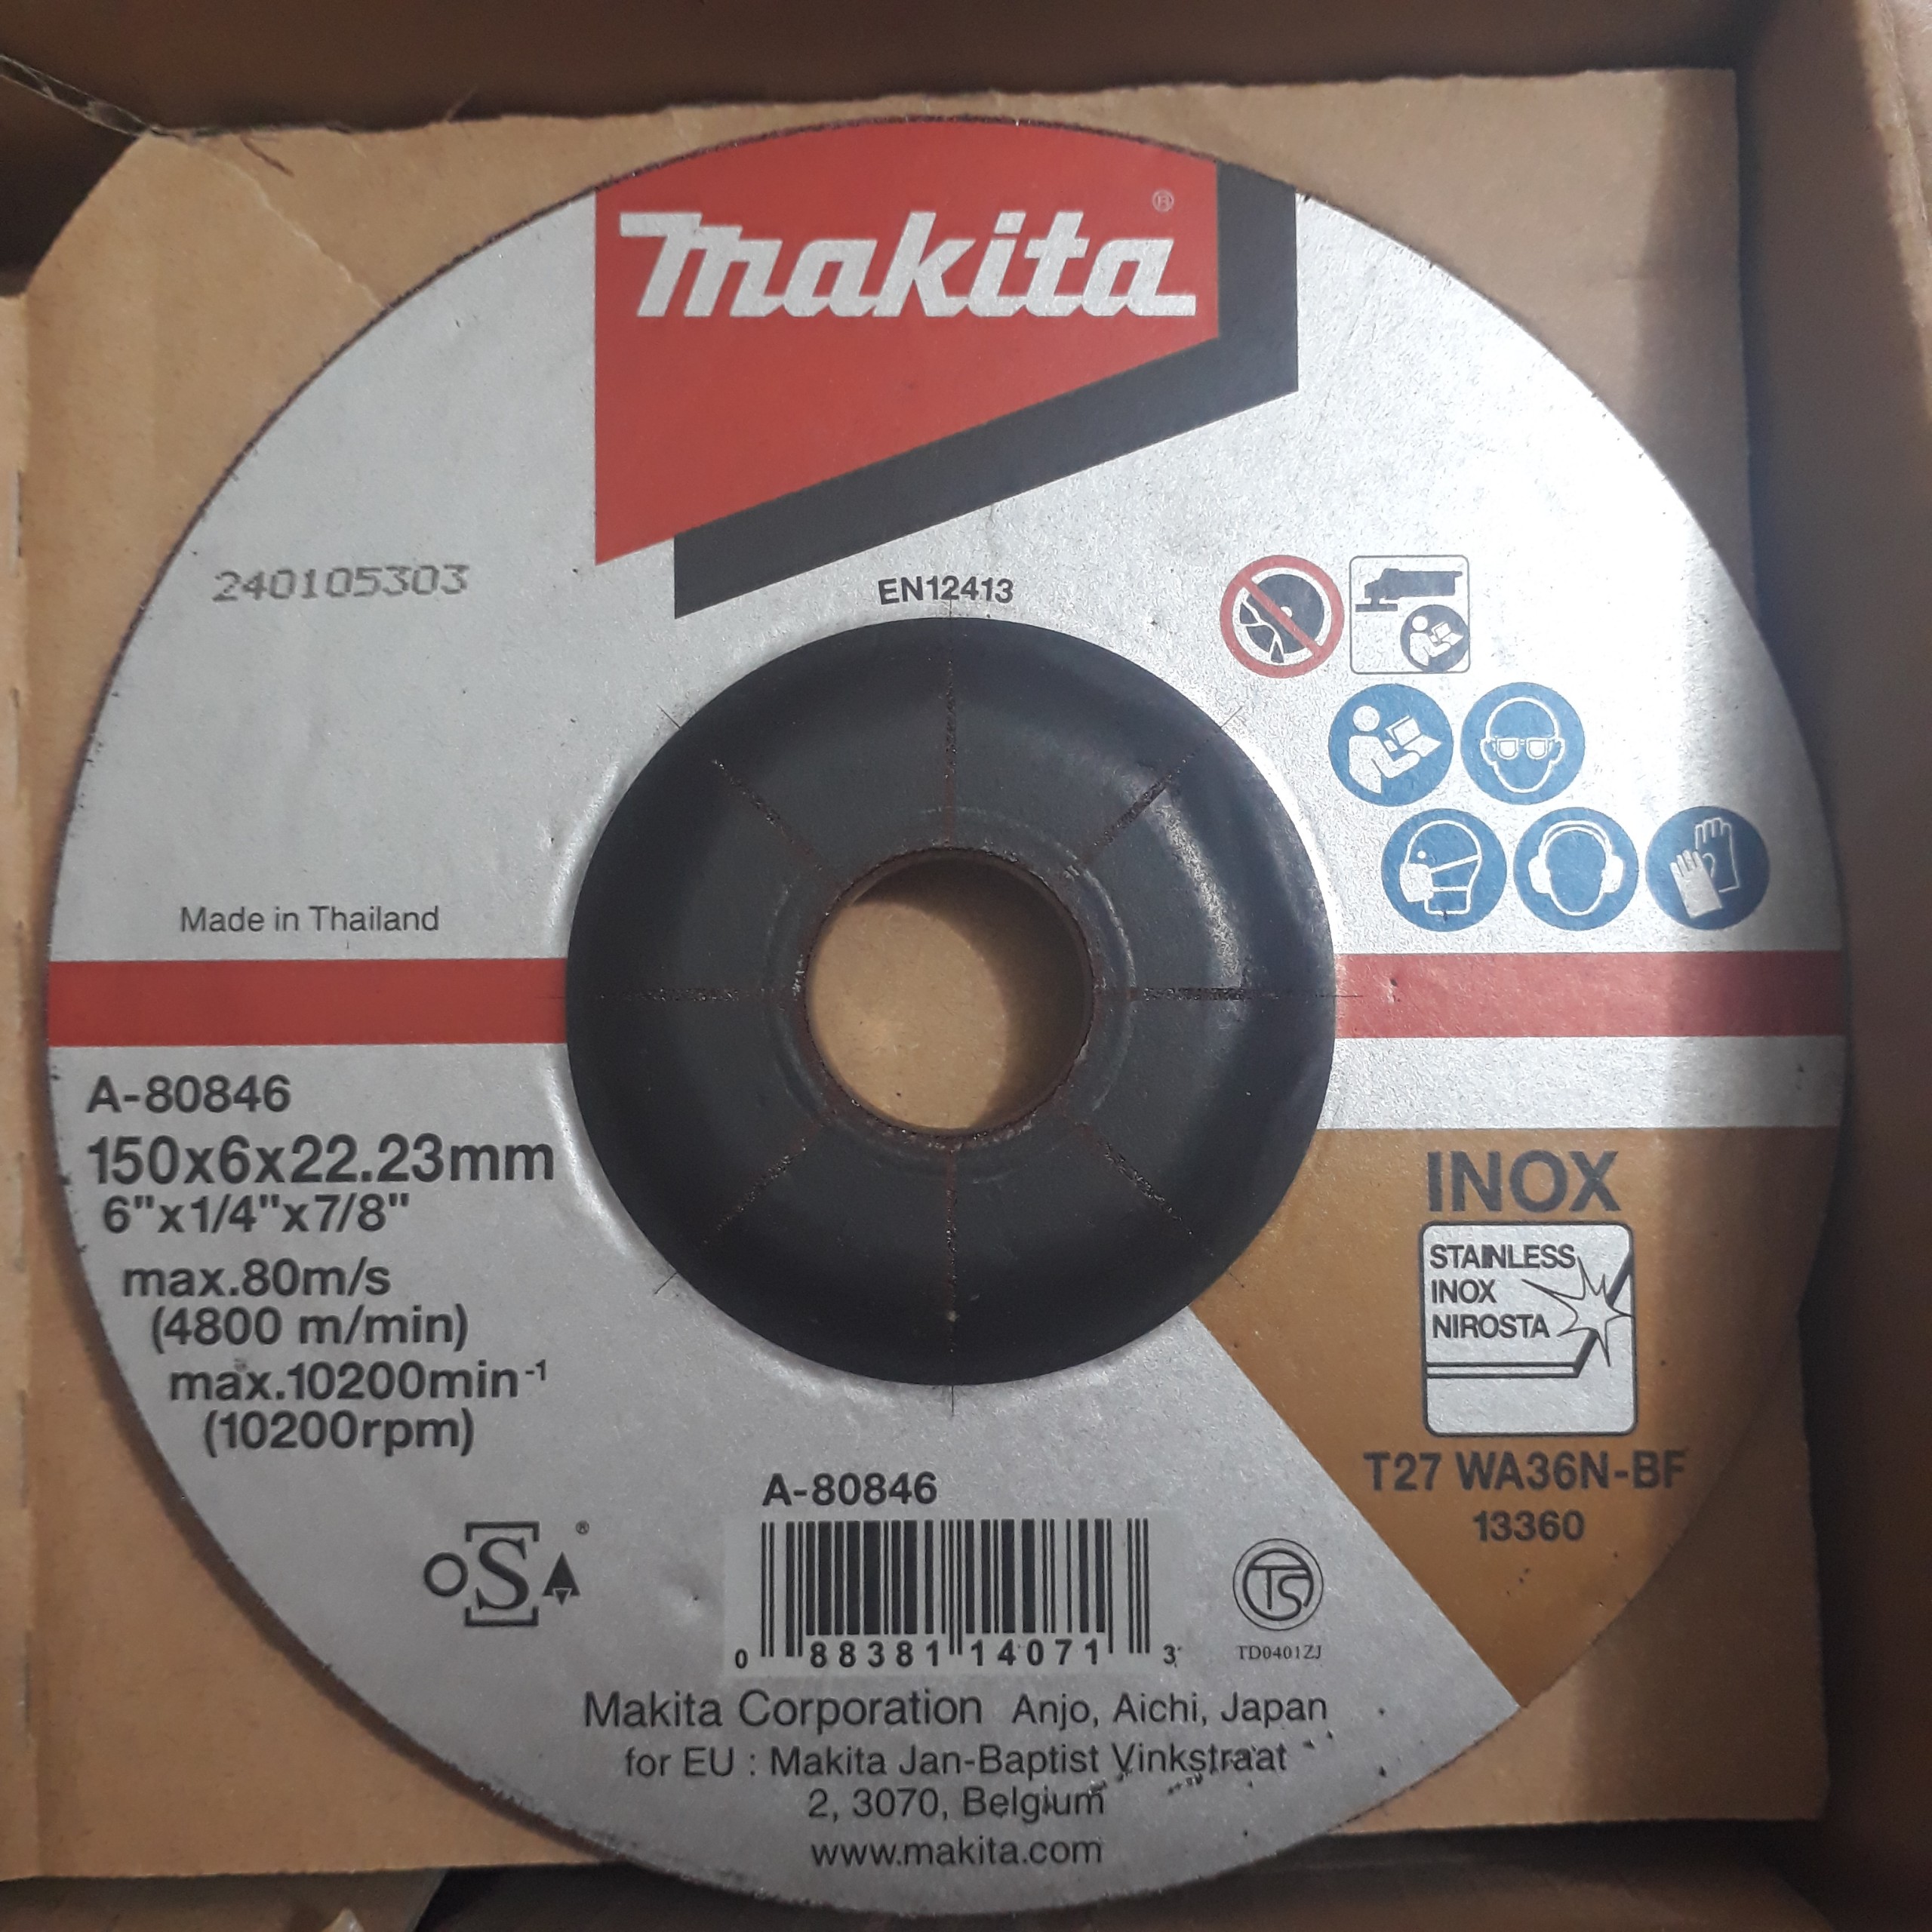 Makita ®
240105303
EN12413
Made in Thailand
A-80846
150x6x22.23mm
6"x1/4"x7/8"
max.80m/s
(4800 m/min)
max.10200min⁻¹
(10200rpm)
INOX
STAINLESS
INOX
NIROSTA
T27 WA36N-BF
13360
oSA ®
A-80846
0 88381 14071 3
TS
TD0401ZJ
Makita Corporation Anjo, Aichi, Japan
for EU : Makita Jan-Baptist Vinkstraat
2, 3070, Belgium
www.makita.com